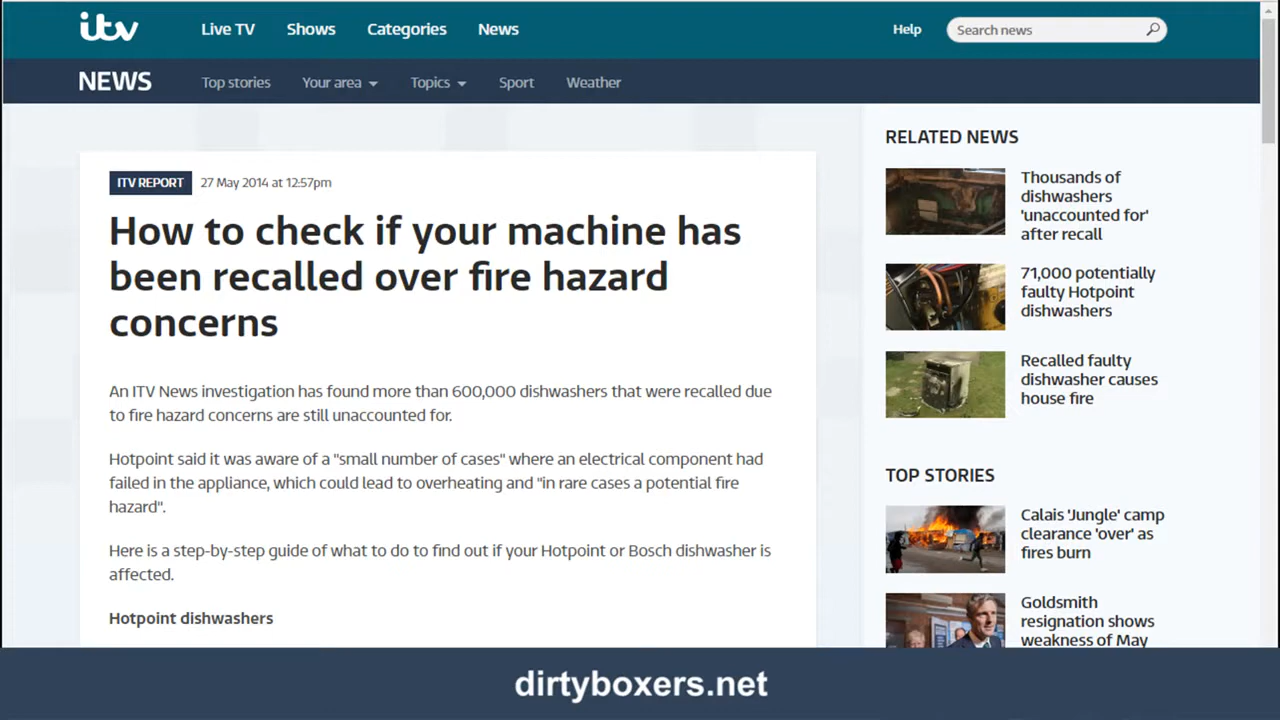 itv
Live TV
Shows
Categories
News
Help
Search news
NEWS
Top stories
Your area
Topics
Sport
Weather
ITV REPORT
27 May 2014 at 12:57pm
How to check if your machine has
been recalled over fire hazard
concerns
An ITV News investigation has found more than 600,000 dishwashers that were recalled due
to fire hazard concerns are still unaccounted for.
Hotpoint said it was aware of a "small number of cases" where an electrical component had
failed in the appliance, which could lead to overheating and "in rare cases a potential fire
hazard".
Here is a step-by-step guide of what to do to find out if your Hotpoint or Bosch dishwasher is
affected.
Hotpoint dishwashers
RELATED NEWS
Thousands of
dishwashers
'unaccounted for'
after recall
71,000 potentially
faulty Hotpoint
dishwashers
Recalled faulty
dishwasher causes
house fire
TOP STORIES
Calais 'Jungle' camp
clearance 'over' as
fires burn
Goldsmith
resignation shows
weakness of May
dirtyboxers.net